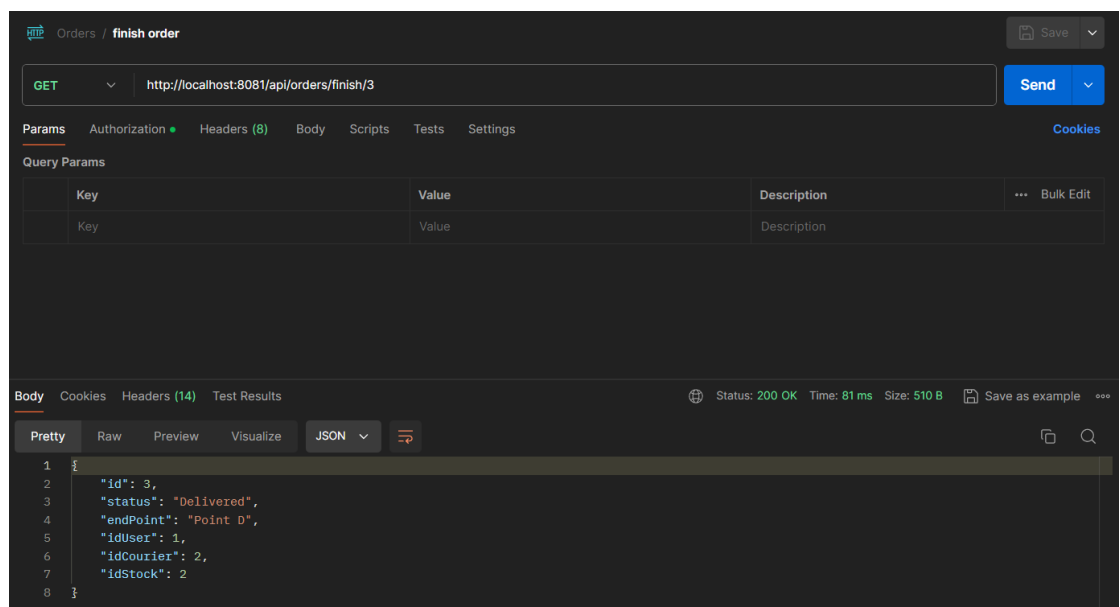 HTTP Orders / finish order Save
GET http://localhost:8081/api/orders/finish/3 Send
Params Authorization Headers (8) Body Scripts Tests Settings Cookies
Query Params
Key Value Description Bulk Edit
Key Value Description
Body Cookies Headers (14) Test Results Status: 200 OK Time: 81 ms Size: 510 B Save as example
Pretty Raw Preview Visualize JSON
1 {
2 "id": 3,
3 "status": "Delivered",
4 "endPoint": "Point D",
5 "idUser": 1,
6 "idCourier": 2,
7 "idStock": 2
8 }